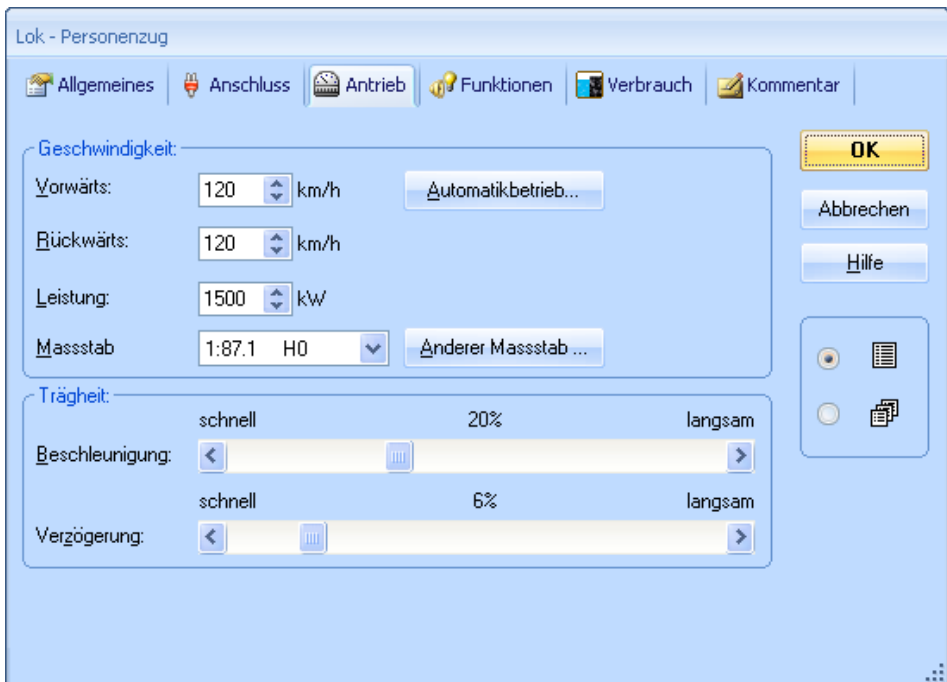 Lok - Personenzug
Allgemeines Anschluss Antrieb Funktionen Verbrauch Kommentar
Geschwindigkeit:
Vorwärts: 120 km/h Automatikbetrieb...
Rückwärts: 120 km/h
Leistung: 1500 kW
Massstab 1:87.1 H0 Anderer Massstab ...
Trägheit:
schnell 20% langsam
Beschleunigung:
schnell 6% langsam
Verzögerung:
OK
Abbrechen
Hilfe